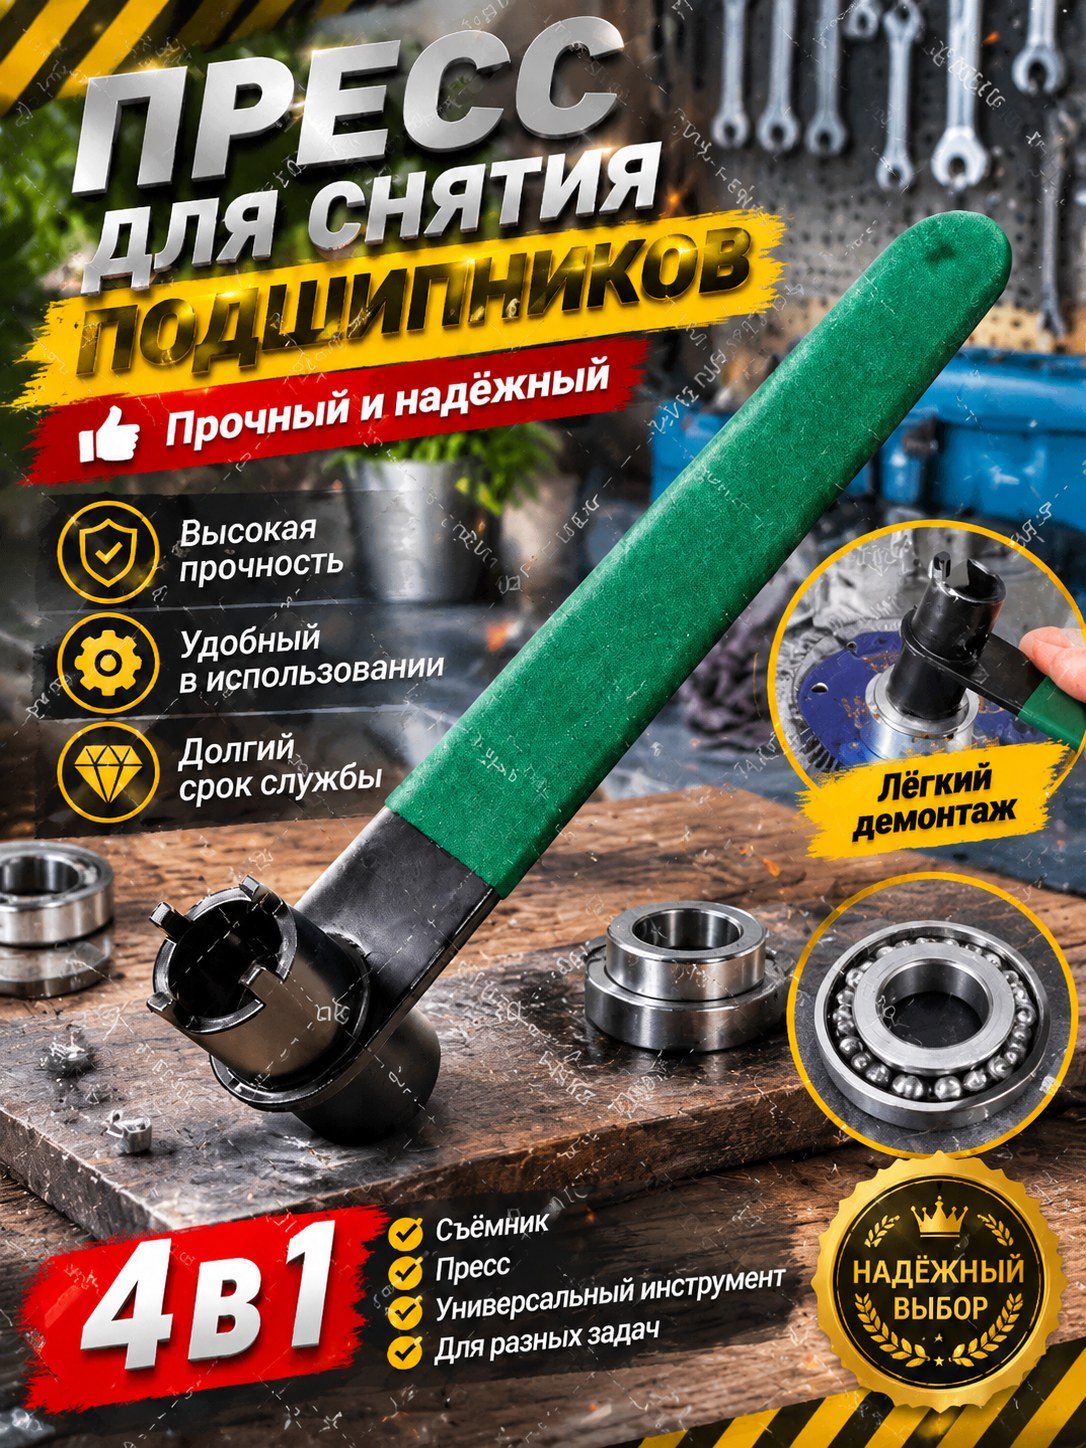 ПРЕСС
ДЛЯ СНЯТИЯ
ПОДШИПНИКОВ
Прочный и надёжный
Высокая
прочность
Удобный
в использовании
Долгий
срок службы
Лёгкий
демонтаж
4в1
Съёмник
Пресс
Универсальный инструмент
Для разных задач
НАДЁЖНЫЙ
ВЫБОР